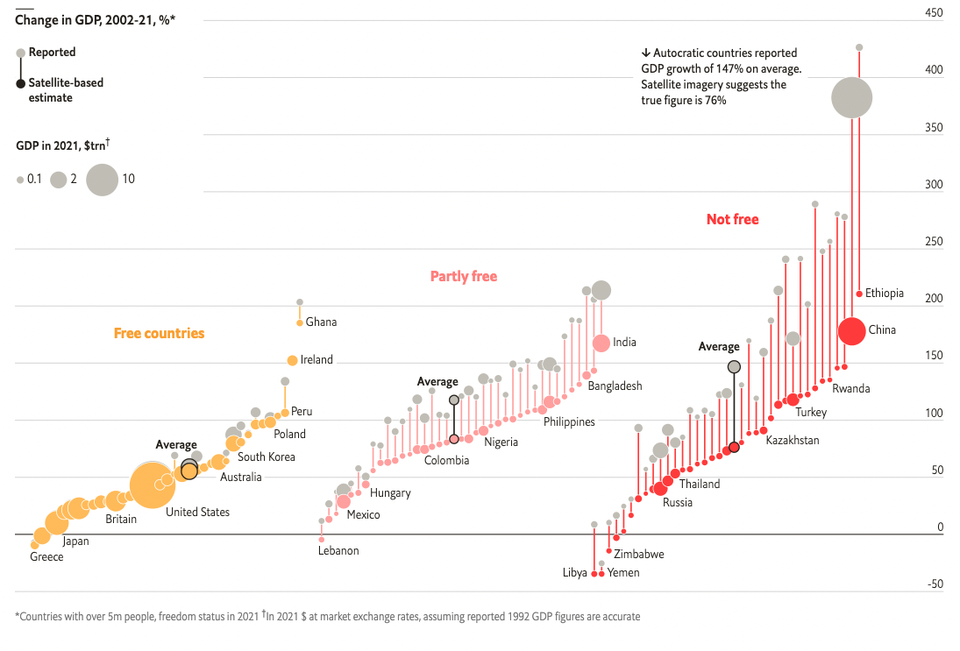 Change in GDP, 2002-21, %*
Reported
Satellite-based
estimate
GDP in 2021, $trn†
0.1
2
10
450
400
350
300
250
200
150
100
50
0
-50
↓ Autocratic countries reported
GDP growth of 147% on average.
Satellite imagery suggests the
true figure is 76%
Free countries
Partly free
Not free
Ghana
Ireland
Peru
Poland
South Korea
Average
Australia
United States
Britain
Japan
Greece
India
Bangladesh
Average
Philippines
Nigeria
Colombia
Hungary
Mexico
Lebanon
Ethiopia
China
Average
Rwanda
Turkey
Kazakhstan
Thailand
Russia
Zimbabwe
Libya
Yemen
*Countries with over 5m people, freedom status in 2021 †In 2021 $ at market exchange rates, assuming reported 1992 GDP figures are accurate